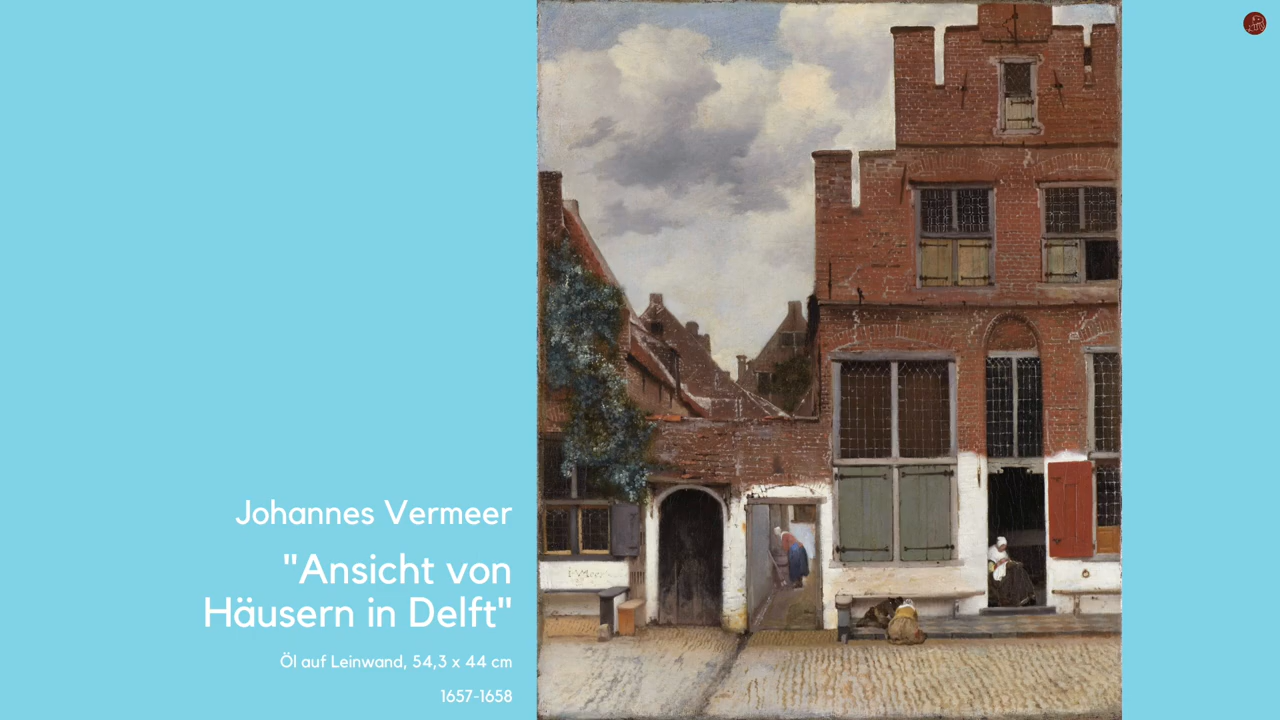 Johannes Vermeer
"Ansicht von
Häusern in Delft"
Öl auf Leinwand, 54,3 x 44 cm
1657-1658